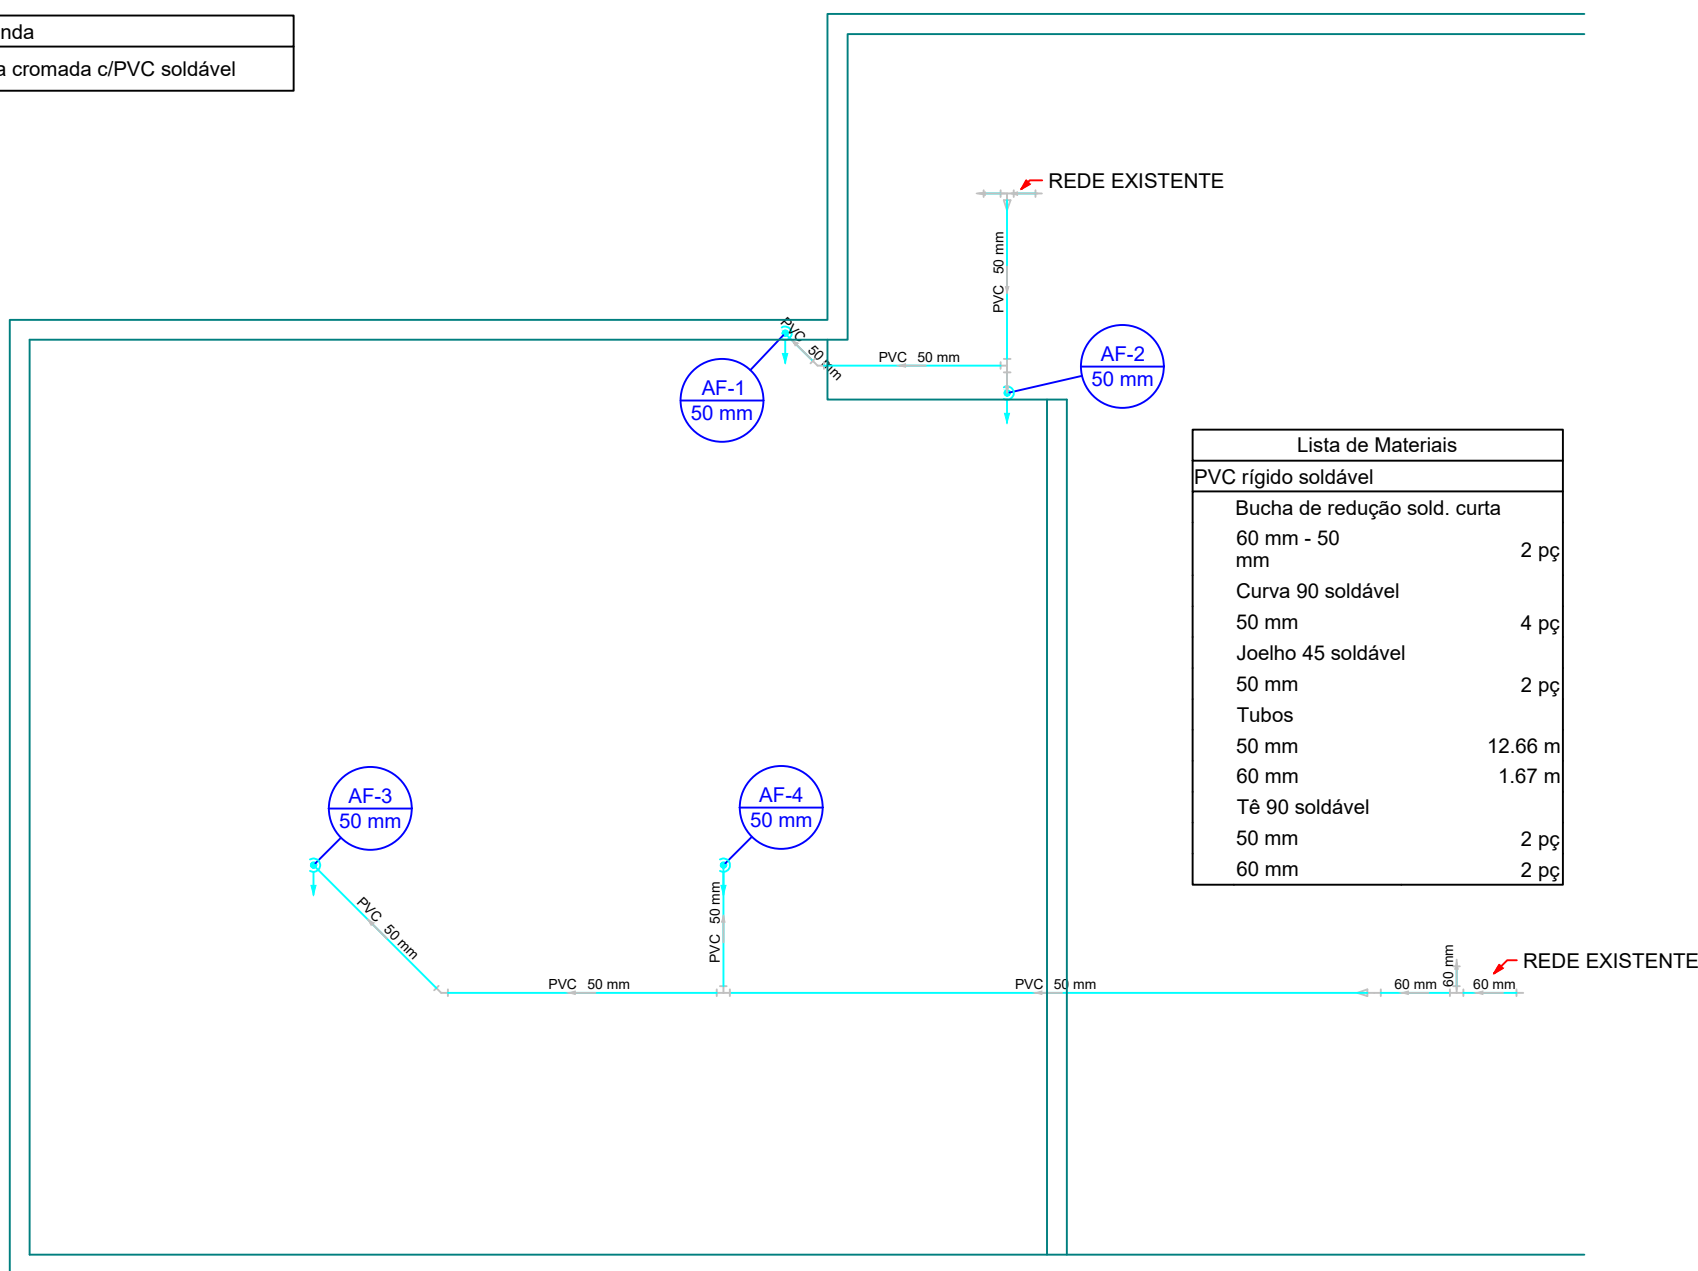 nda
a cromada c/PVC soldável
REDE EXISTENTE
PVC 50 mm
PVC 50 mm
PVC 50 mm
AF-1
50 mm
AF-2
50 mm
Lista de Materiais
PVC rígido soldável
Bucha de redução sold. curta
60 mm - 50
mm
2 pç
Curva 90 soldável
50 mm 4 pç
Joelho 45 soldável
50 mm 2 pç
Tubos
50 mm 12.66 m
60 mm 1.67 m
Tê 90 soldável
50 mm 2 pç
60 mm 2 pç
AF-3
50 mm
AF-4
50 mm
PVC 50 mm
PVC 50 mm
PVC 50 mm
PVC 50 mm
60 mm
60 mm
60 mm
REDE EXISTENTE